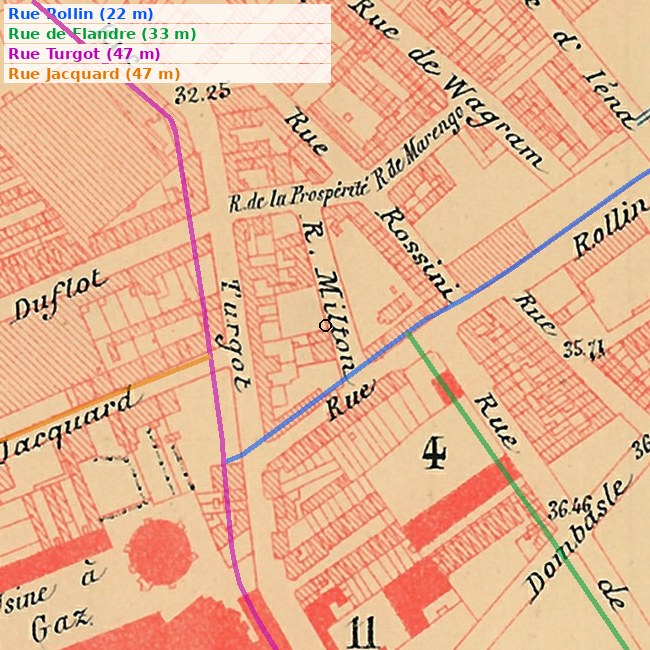 Rue Rollin (22 m)
Rue de Flandre (33 m)
Rue Turgot (47 m)
Rue Jacquard (47 m)
32.25
Rue de Wagram
Rue
R. de la Prospérité
R. de Marengo
Rossini
R. Milton
Rollin
Duflot
Turgot
Rue
35.71
Jacquard
Rue
Rue
4
36
36.46
Dombasle
de
Usine à
Gaz
11